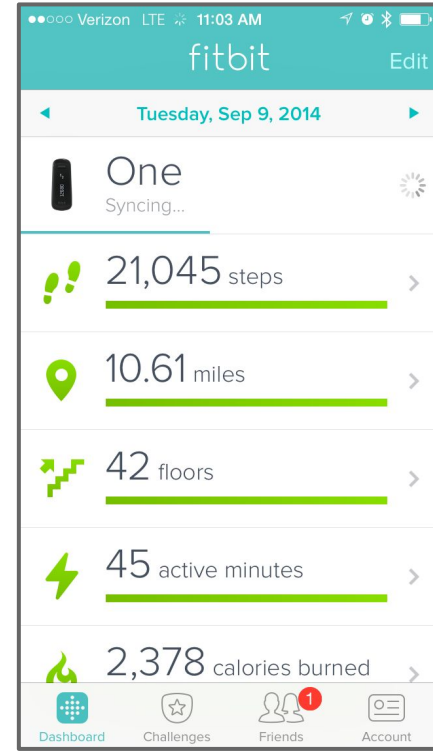 Verizon LTE 11:03 AM
fitbit
Edit
Tuesday, Sep 9, 2014
One
Syncing...
21,045 steps
10.61 miles
42 floors
45 active minutes
2,378 calories burned
1
Dashboard Challenges Friends Account